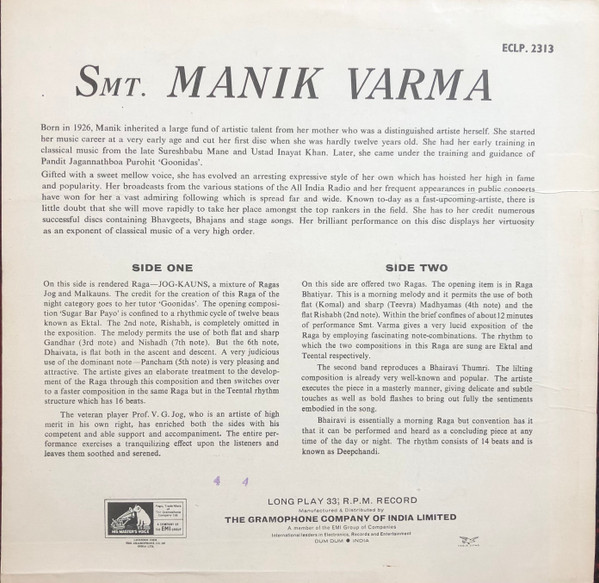 ECLP. 2313
SMT. MANIK VARMA
Born in 1926, Manik inherited a large fund of artistic talent from her mother who was a distinguished artiste herself. She started
her music career at a very early age and cut her first disc when she was hardly twelve years old. She had her early training in
classical music from the late Sureshbabu Mane and Ustad Inayat Khan. Later, she came under the training and guidance of
Pandit Jagannathboa Purohit 'Goonidas'.
Gifted with a sweet mellow voice, she has evolved an arresting expressive style of her own which has hoisted her high in fame
and popularity. Her broadcasts from the various stations of the All India Radio and her frequent appearances in public concerts
have won for her a vast admiring following which is spread far and wide. Known to-day as a fast-upcoming-artiste, there is
little doubt that she will move rapidly to take her place amongst the top rankers in the field. She has to her credit numerous
successful discs containing Bhavgeets, Bhajans and stage songs. Her brilliant performance on this disc displays her virtuosity
as an exponent of classical music of a very high order.
SIDE ONE
On this side is rendered Raga—JOG-KAUNS, a mixture of Ragas
Jog and Malkauns. The credit for the creation of this Raga of the
night category goes to her tutor 'Goonidas'. The opening composi-
tion 'Sugar Bar Payo' is confined to a rhythmic cycle of twelve beats
known as Ektal. The 2nd note, Rishabh, is completely omitted in
the exposition. The melody permits the use of both flat and sharp
Gandhar (3rd note) and Nishadh (7th note). But the 6th note,
Dhaivata, is flat both in the ascent and descent. A very judicious
use of the dominant note—Pancham (5th note) is very pleasing and
attractive. The artiste gives an elaborate treatment to the develop-
ment of the Raga through this composition and then switches over
to a faster composition in the same Raga but in the Teental rhythm
structure which has 16 beats.
The veteran player Prof. V. G. Jog, who is an artiste of high
merit in his own right, has enriched both the sides with his
competent and able support and accompaniment. The entire per-
formance exercises a tranquilizing effect upon the listeners and
leaves them soothed and serened.
SIDE TWO
On this side are offered two Ragas. The opening item is in Raga
Bhatiyar. This is a morning melody and it permits the use of both
flat (Komal) and sharp (Teevra) Madhyamas (4th note) and the
flat Rishabh (2nd note). Within the brief confines of about 12 minutes
of performance Smt. Varma gives a very lucid exposition of the
Raga by employing fascinating note-combinations. The rhythm to
which the two compositions in this Raga are sung are Ektal and
Teental respectively.
The second band reproduces a Bhairavi Thumri. The lilting
composition is already very well-known and popular. The artiste
executes the piece in a masterly manner, giving delicate and subtle
touches as well as bold flashes to bring out fully the sentiments
embodied in the song.
Bhairavi is essentially a morning Raga but convention has it
that it can be performed and heard as a concluding piece at any
time of the day or night. The rhythm consists of 14 beats and is
known as Deepchandi.
4 4
HIS MASTER'S VOICE
EMI
LONG PLAY 33⅓ R.P.M. RECORD
Manufactured & Distributed by
THE GRAMOPHONE COMPANY OF INDIA LIMITED
A member of the EMI Group of Companies
International leaders in Electronics, Records and Entertainment
DUM DUM ● INDIA